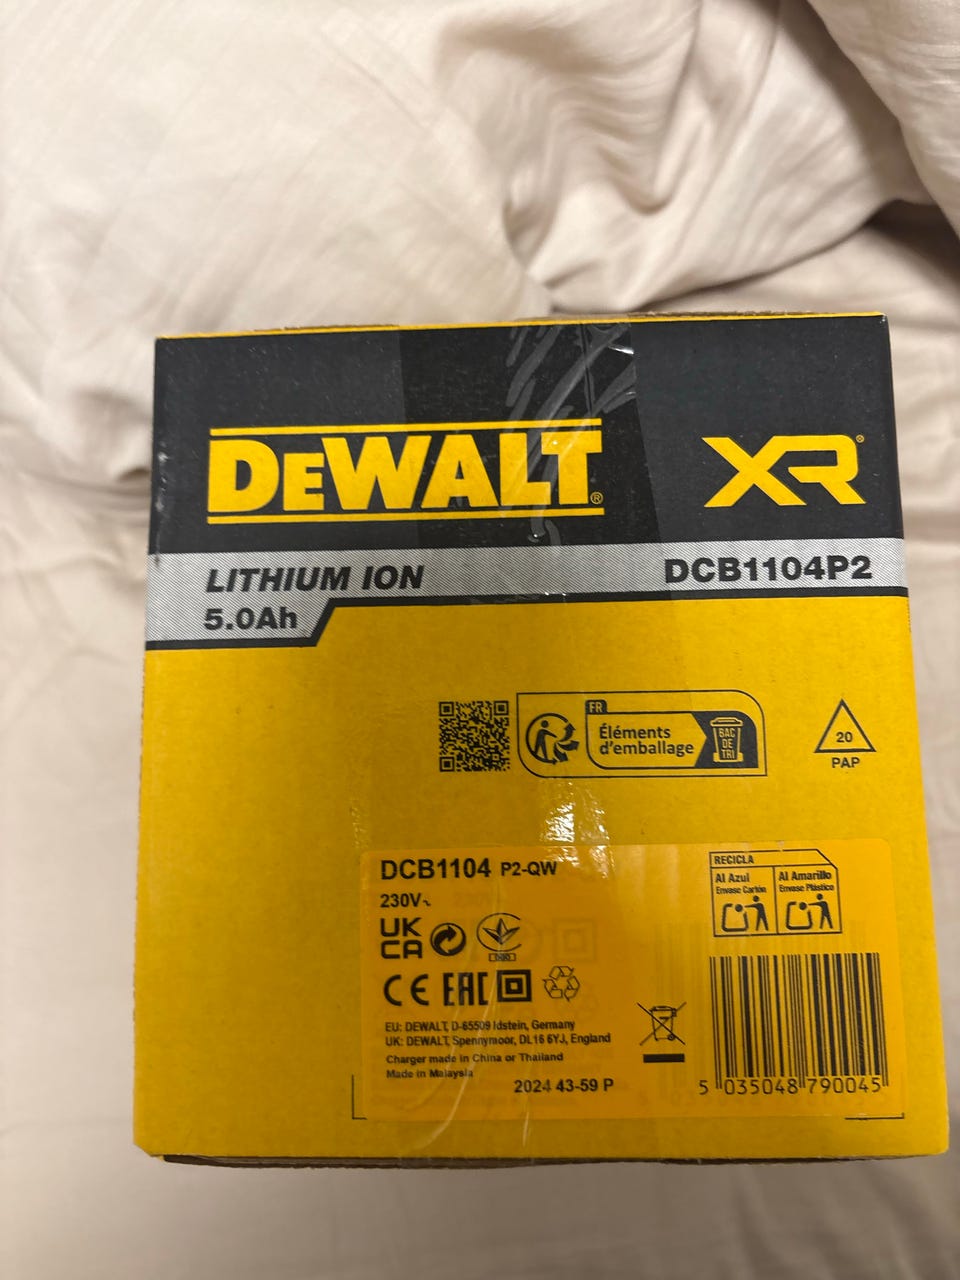 DEWALT®
XR®
LITHIUM ION
DCB1104P2
5.0Ah
FR
Éléments
d'emballage
BAC
DE
TRI
20
PAP
DCB1104 P2-QW
230V
RECICLA
Al Azul
Envase Cartón
Al Amarillo
Envase Plástico
UK
CA
CE EAC
EU: DEWALT, D-65509 Idstein, Germany
UK: DEWALT, Spennymoor, DL16 6YJ, England
Charger made in China or Thailand
Made in Malaysia
2024 43-59 P
5 035048 790045